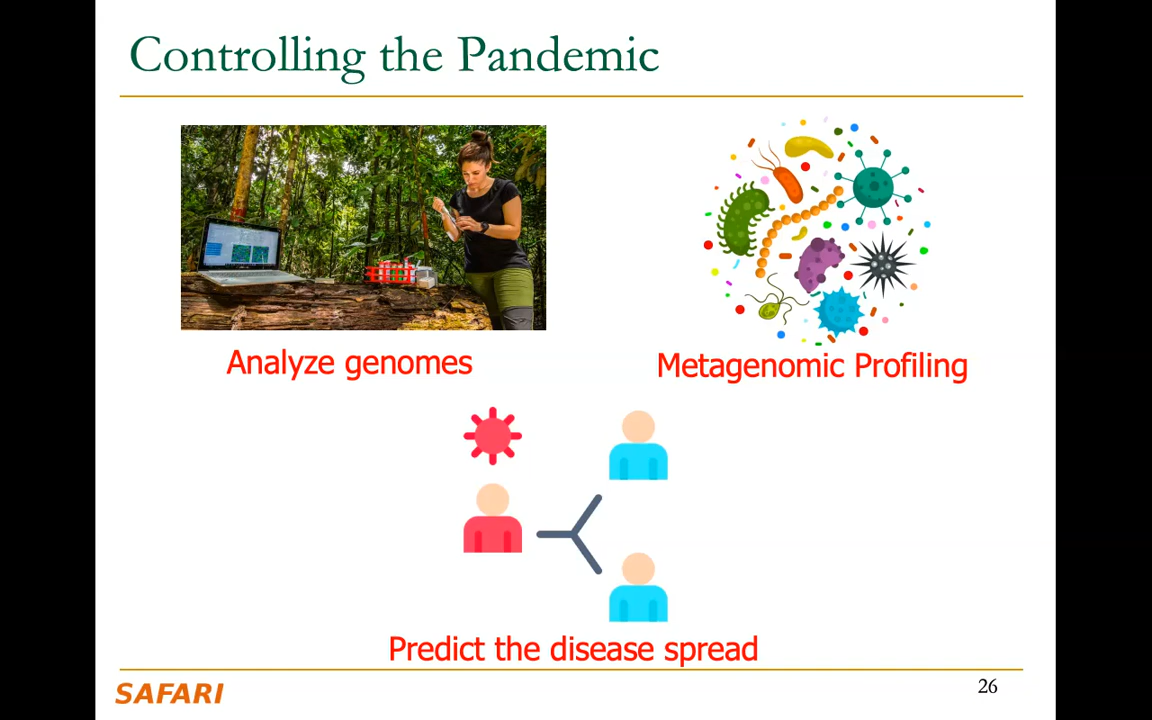 Controlling the Pandemic
Analyze genomes
Metagenomic Profiling
Predict the disease spread
SAFARI
26